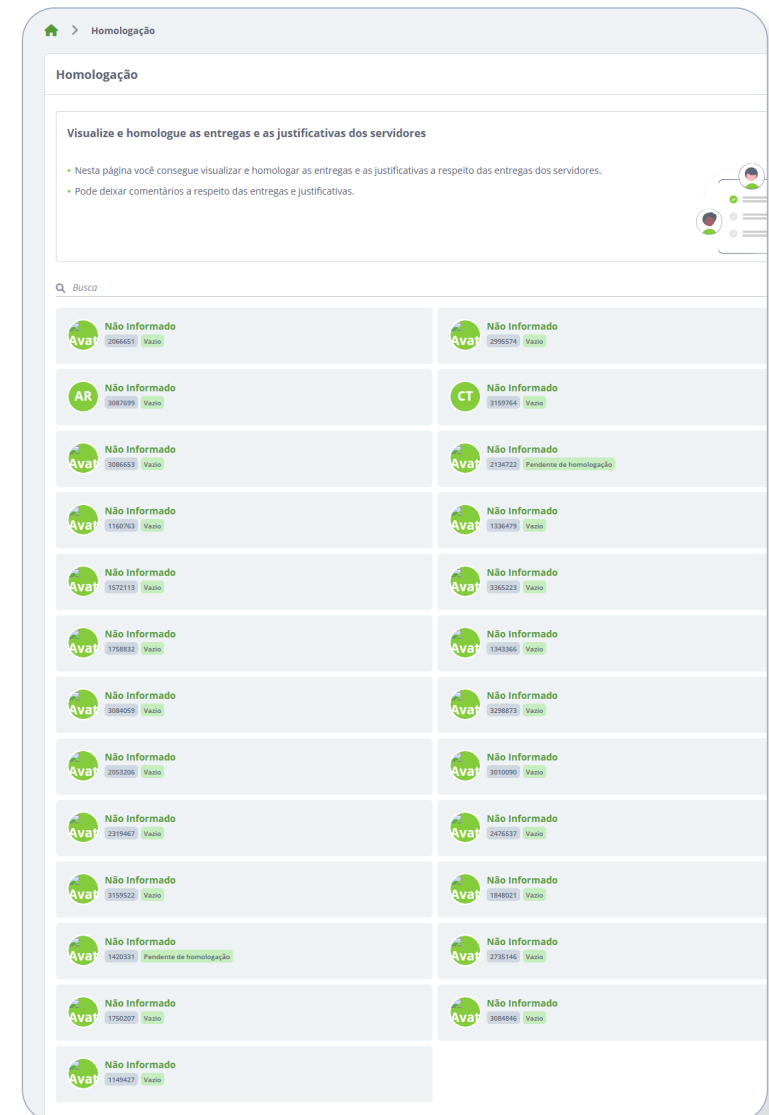 Homologação
Homologação
Visualize e homologue as entregas e as justificativas dos servidores
• Nesta página você consegue visualizar e homologar as entregas e as justificativas a respeito das entregas dos servidores.
• Pode deixar comentários a respeito das entregas e justificativas.
Busca
Avat Não Informado
2066651 Vazio
Avat Não Informado
2995574 Vazio
AR Não Informado
3087699 Vazio
CT Não Informado
3159764 Vazio
Avat Não Informado
3086653 Vazio
Avat Não Informado
2134722 Pendente de homologação
Avat Não Informado
1160763 Vazio
Avat Não Informado
1336479 Vazio
Avat Não Informado
1572113 Vazio
Avat Não Informado
3365223 Vazio
Avat Não Informado
1758832 Vazio
Avat Não Informado
1343366 Vazio
Avat Não Informado
3084059 Vazio
Avat Não Informado
3298873 Vazio
Avat Não Informado
2053206 Vazio
Avat Não Informado
3010090 Vazio
Avat Não Informado
2319467 Vazio
Avat Não Informado
2476537 Vazio
Avat Não Informado
3159522 Vazio
Avat Não Informado
1848021 Vazio
Avat Não Informado
1420331 Pendente de homologação
Avat Não Informado
2735146 Vazio
Avat Não Informado
1750207 Vazio
Avat Não Informado
3084846 Vazio
Avat Não Informado
1149427 Vazio